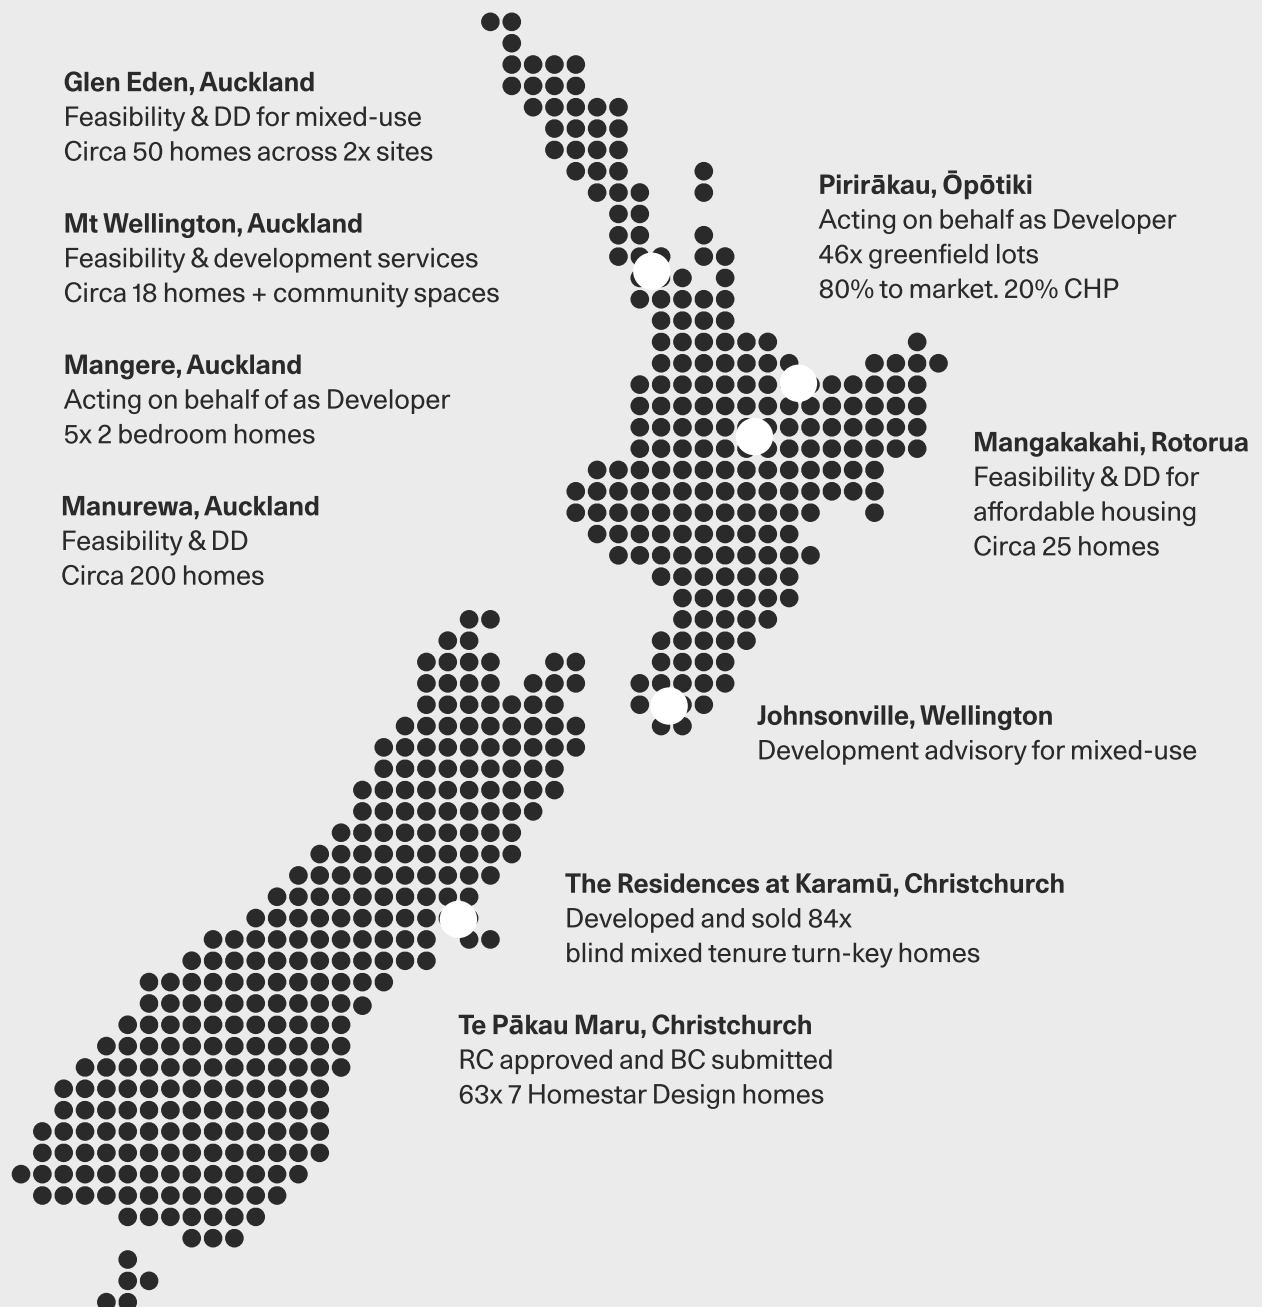 Glen Eden, Auckland
Feasibility & DD for mixed-use
Circa 50 homes across 2x sites
Mt Wellington, Auckland
Feasibility & development services
Circa 18 homes + community spaces
Mangere, Auckland
Acting on behalf of as Developer
5x 2 bedroom homes
Manurewa, Auckland
Feasibility & DD
Circa 200 homes
Pirirākau, Ōpōtiki
Acting on behalf as Developer
46x greenfield lots
80% to market. 20% CHP
Mangakakahi, Rotorua
Feasibility & DD for
affordable housing
Circa 25 homes
Johnsonville, Wellington
Development advisory for mixed-use
The Residences at Karamū, Christchurch
Developed and sold 84x
blind mixed tenure turn-key homes
Te Pākau Maru, Christchurch
RC approved and BC submitted
63x 7 Homestar Design homes